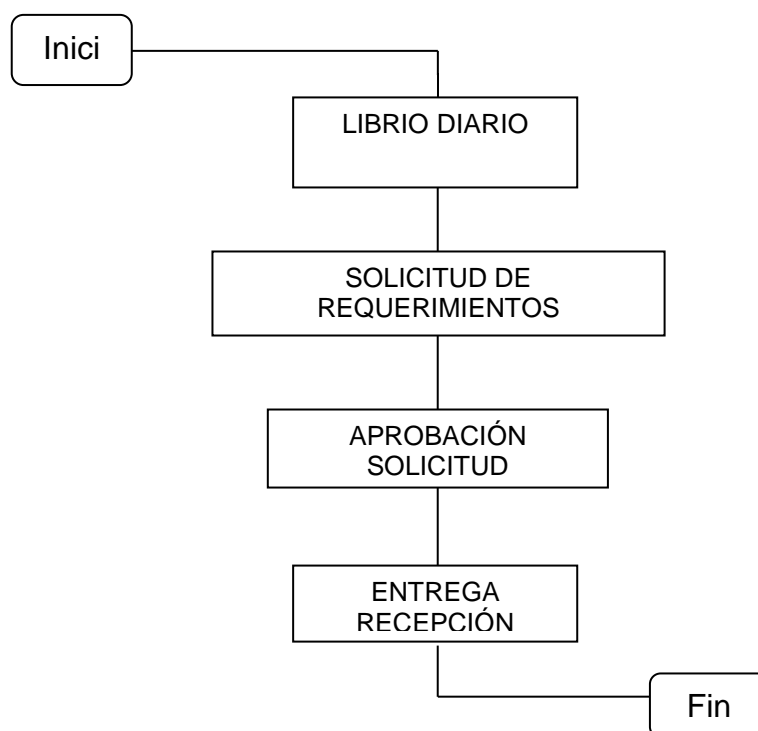 Inici
LIBRIO DIARIO
SOLICITUD DE
REQUERIMIENTOS
APROBACIÓN
SOLICITUD
ENTREGA
RECEPCIÓN
Fin